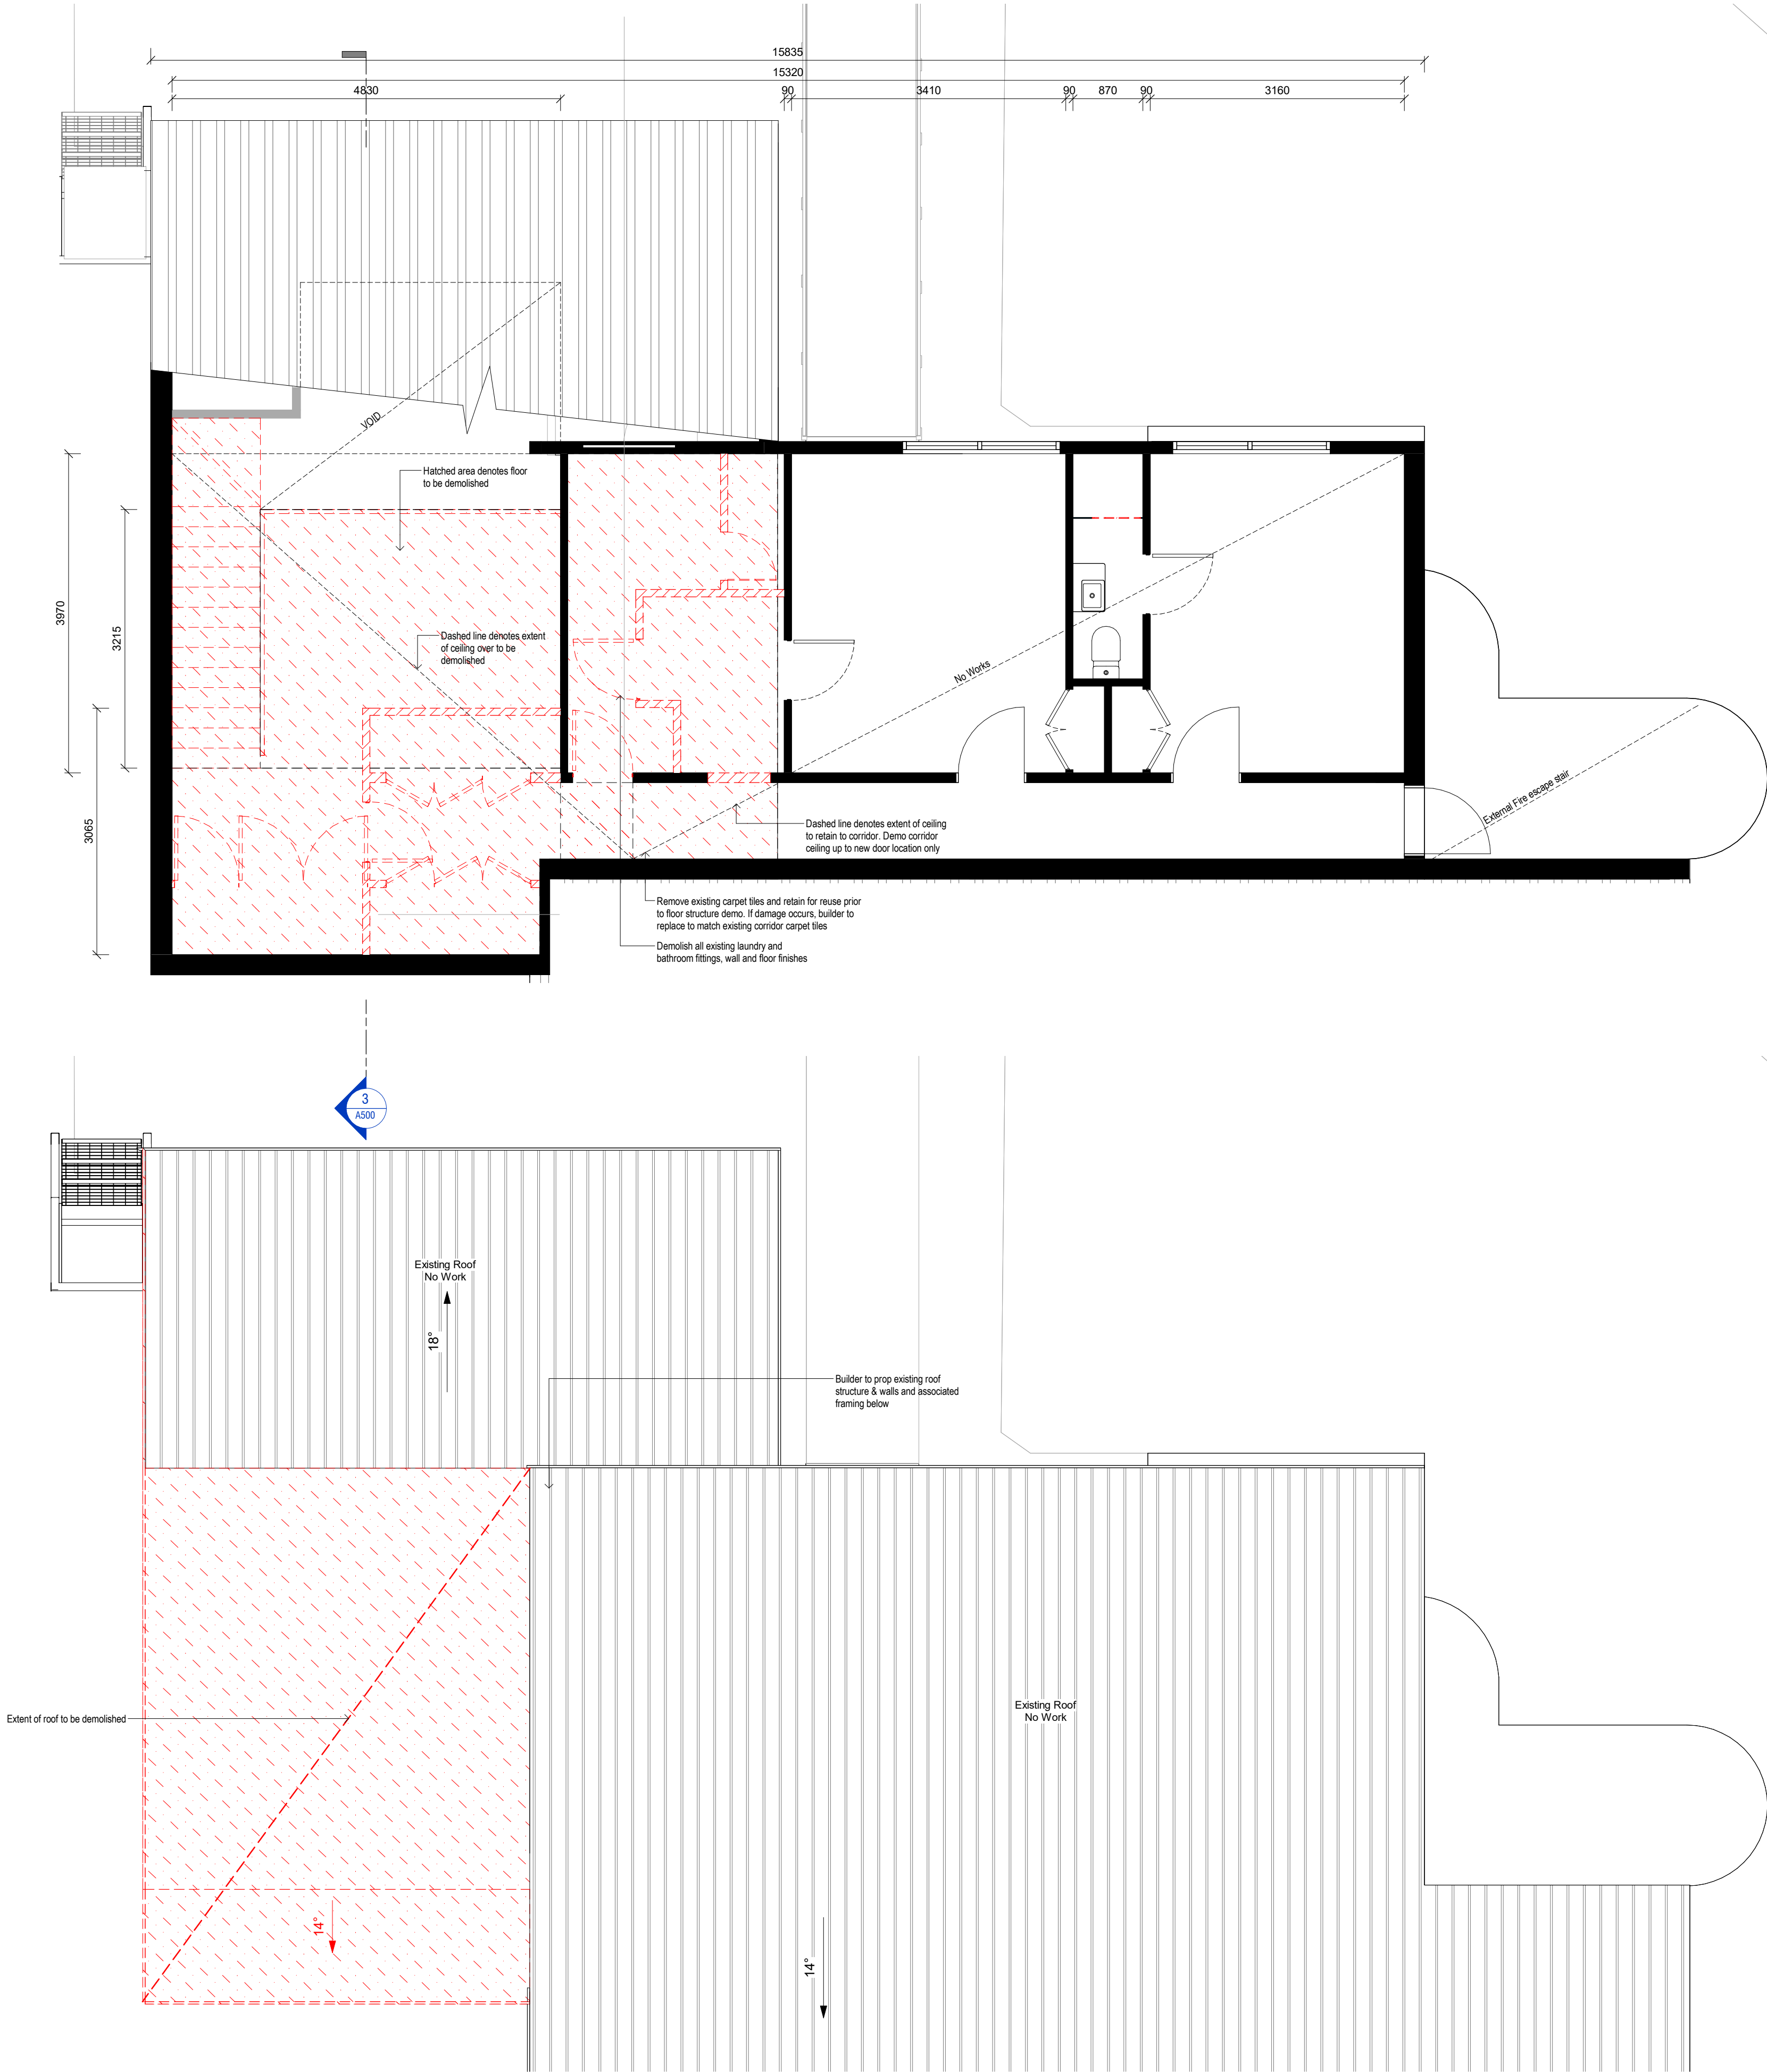 15835
15320
4830
90
3410
90
870
90
3160
VOID
Hatched area denotes floor
to be demolished
3970
3215
Dashed line denotes extent
of ceiling over to be
demolished
No Works
3065
External Fire escape stair
Dashed line denotes extent of ceiling
to retain to corridor. Demo corridor
ceiling up to new door location only
Remove existing carpet tiles and retain for reuse prior
to floor structure demo. If damage occurs, builder to
replace to match existing corridor carpet tiles
Demolish all existing laundry and
bathroom fittings, wall and floor finishes
3
A500
Existing Roof
No Work
18°
Builder to prop existing roof
structure & walls and associated
framing below
Existing Roof
No Work
Extent of roof to be demolished
14°
14°